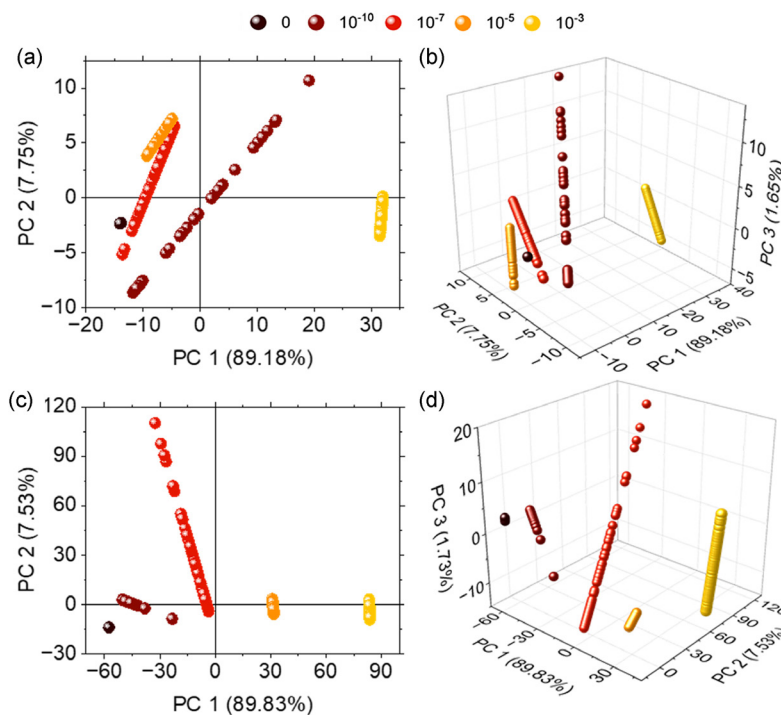 0 10⁻¹⁰ 10⁻⁷ 10⁻⁵ 10⁻³
(a)
10
5
0
−5
−10
−20 −10 0 10 20 30
PC 2 (7.75%)
PC 1 (89.18%)
(b)
10
5
0
−5
PC 3 (1.65%)
10
5
0
−5
−10
PC 2 (7.75%)
−10
0
10
20
30
40
PC 1 (89.18%)
(c)
120
90
60
30
0
−30
−60 −30 0 30 60 90
PC 2 (7.53%)
PC 1 (89.83%)
(d)
20
10
0
−10
PC 3 (1.73%)
−60
−30
0
30
PC 1 (89.83%)
0
30
60
90
120
PC 2 (7.53%)